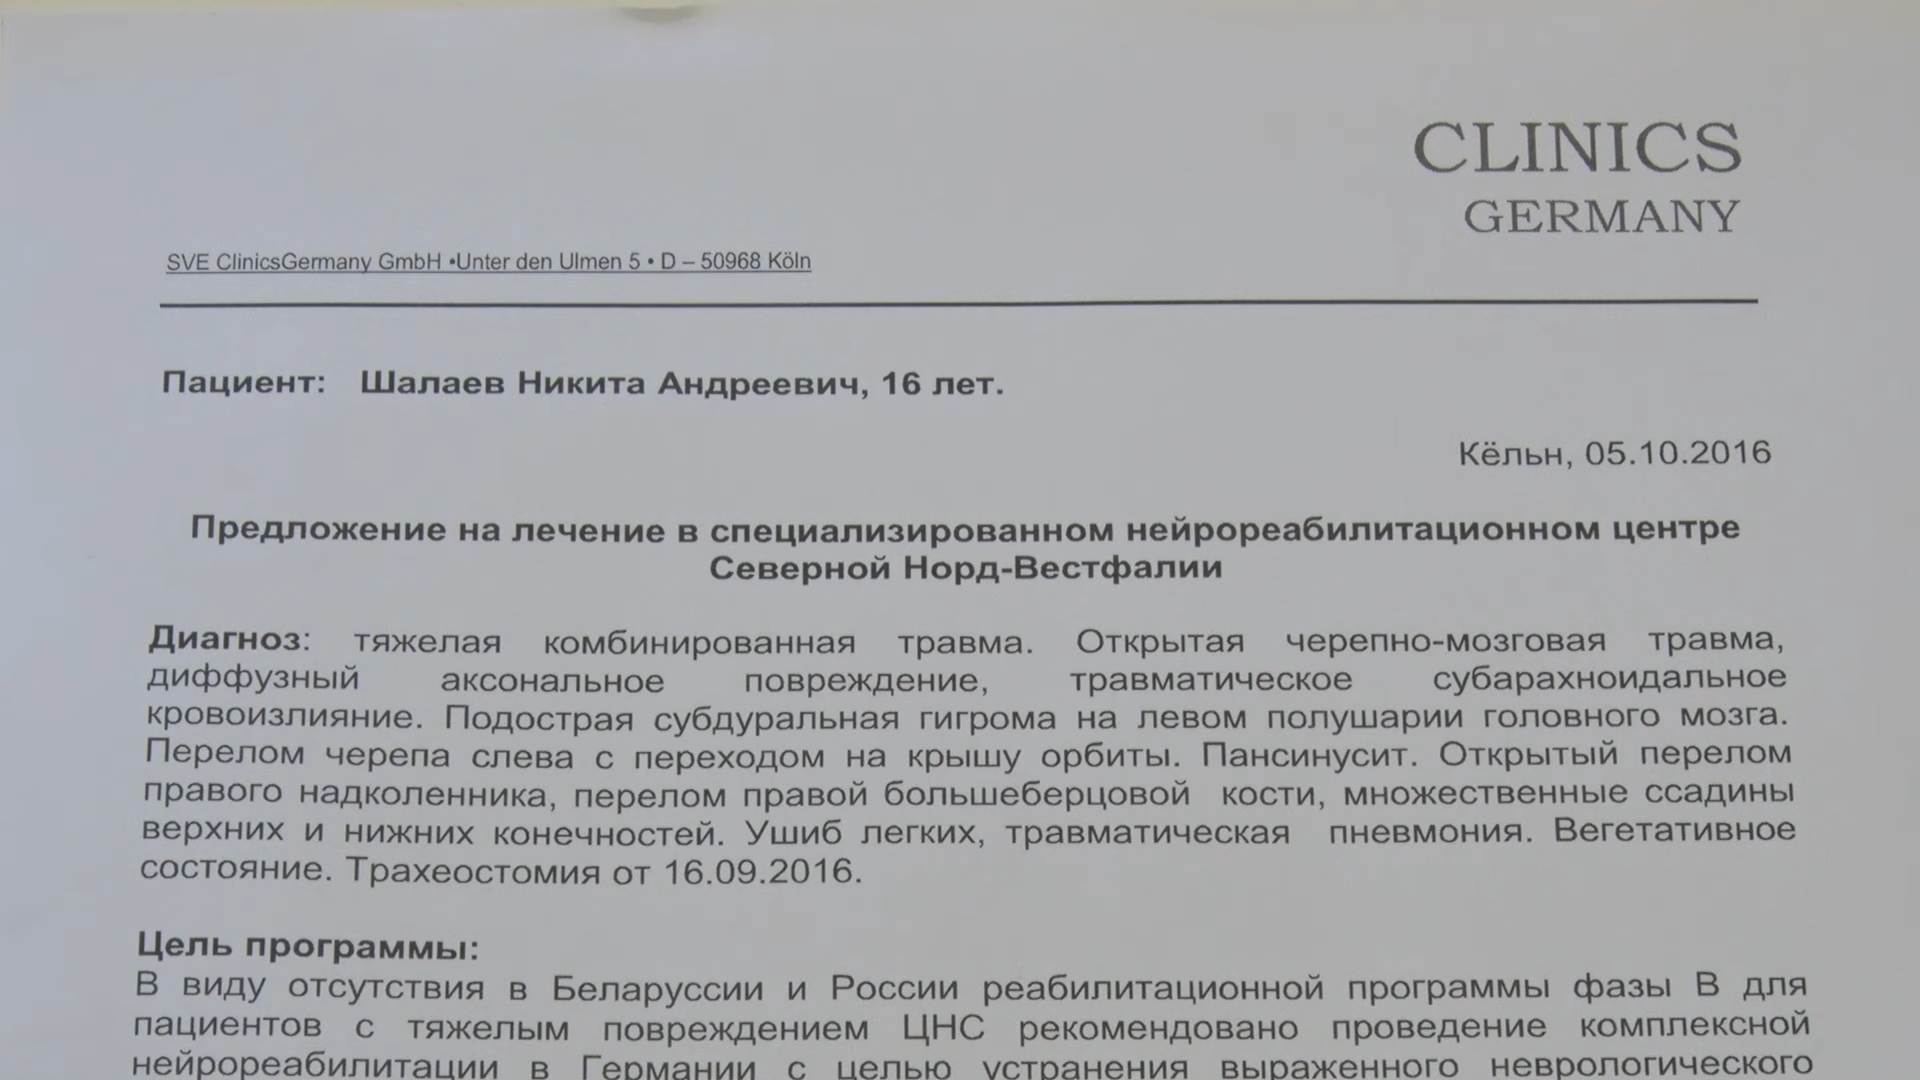 CLINICS
GERMANY
SVE ClinicsGermany GmbH •Unter den Ulmen 5 • D – 50968 Köln
Пациент: Шалаев Никита Андреевич, 16 лет.
Кёльн, 05.10.2016
Предложение на лечение в специализированном нейрореабилитационном центре
Северной Норд-Вестфалии
Диагноз: тяжелая комбинированная травма. Открытая черепно-мозговая травма,
диффузный аксональное повреждение, травматическое субарахноидальное
кровоизлияние. Подострая субдуральная гигрома на левом полушарии головного мозга.
Перелом черепа слева с переходом на крышу орбиты. Пансинусит. Открытый перелом
правого надколенника, перелом правой большеберцовой кости, множественные ссадины
верхних и нижних конечностей. Ушиб легких, травматическая пневмония. Вегетативное
состояние. Трахеостомия от 16.09.2016.
Цель программы:
В виду отсутствия в Беларуссии и России реабилитационной программы фазы В для
пациентов с тяжелым повреждением ЦНС рекомендовано проведение комплексной
нейрореабилитации в Германии с целью устранения выраженного неврологического